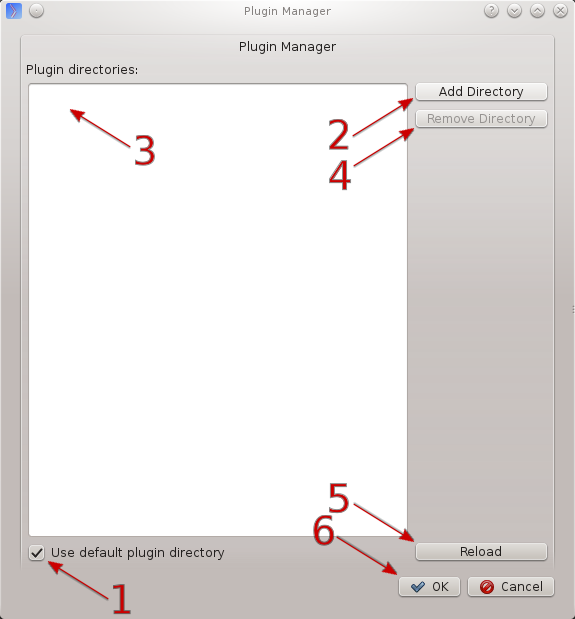 Plugin Manager
Plugin Manager
Plugin directories:
Add Directory
3
2
Remove Directory
4
5
6
Use default plugin directory
Reload
1
OK
Cancel